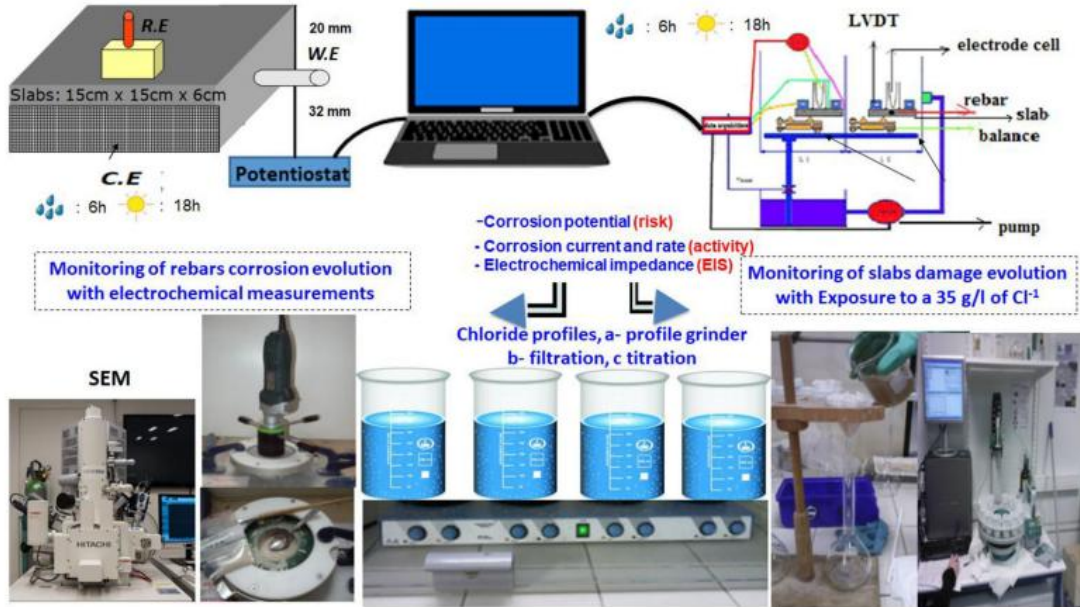 R.E
20 mm
W.E
Slabs: 15cm x 15cm x 6cm
32 mm
C.E
Potentiostat
: 6h : 18h
: 6h : 18h
LVDT
electrode cell
rebar
slab
balance
pump
-Corrosion potential (risk)
- Corrosion current and rate (activity)
- Electrochemical impedance (EIS)
Monitoring of rebars corrosion evolution
with electrochemical measurements
Monitoring of slabs damage evolution
with Exposure to a 35 g/l of Cl⁻¹
Chloride profiles, a- profile grinder
b- filtration, c titration
SEM
HITACHI